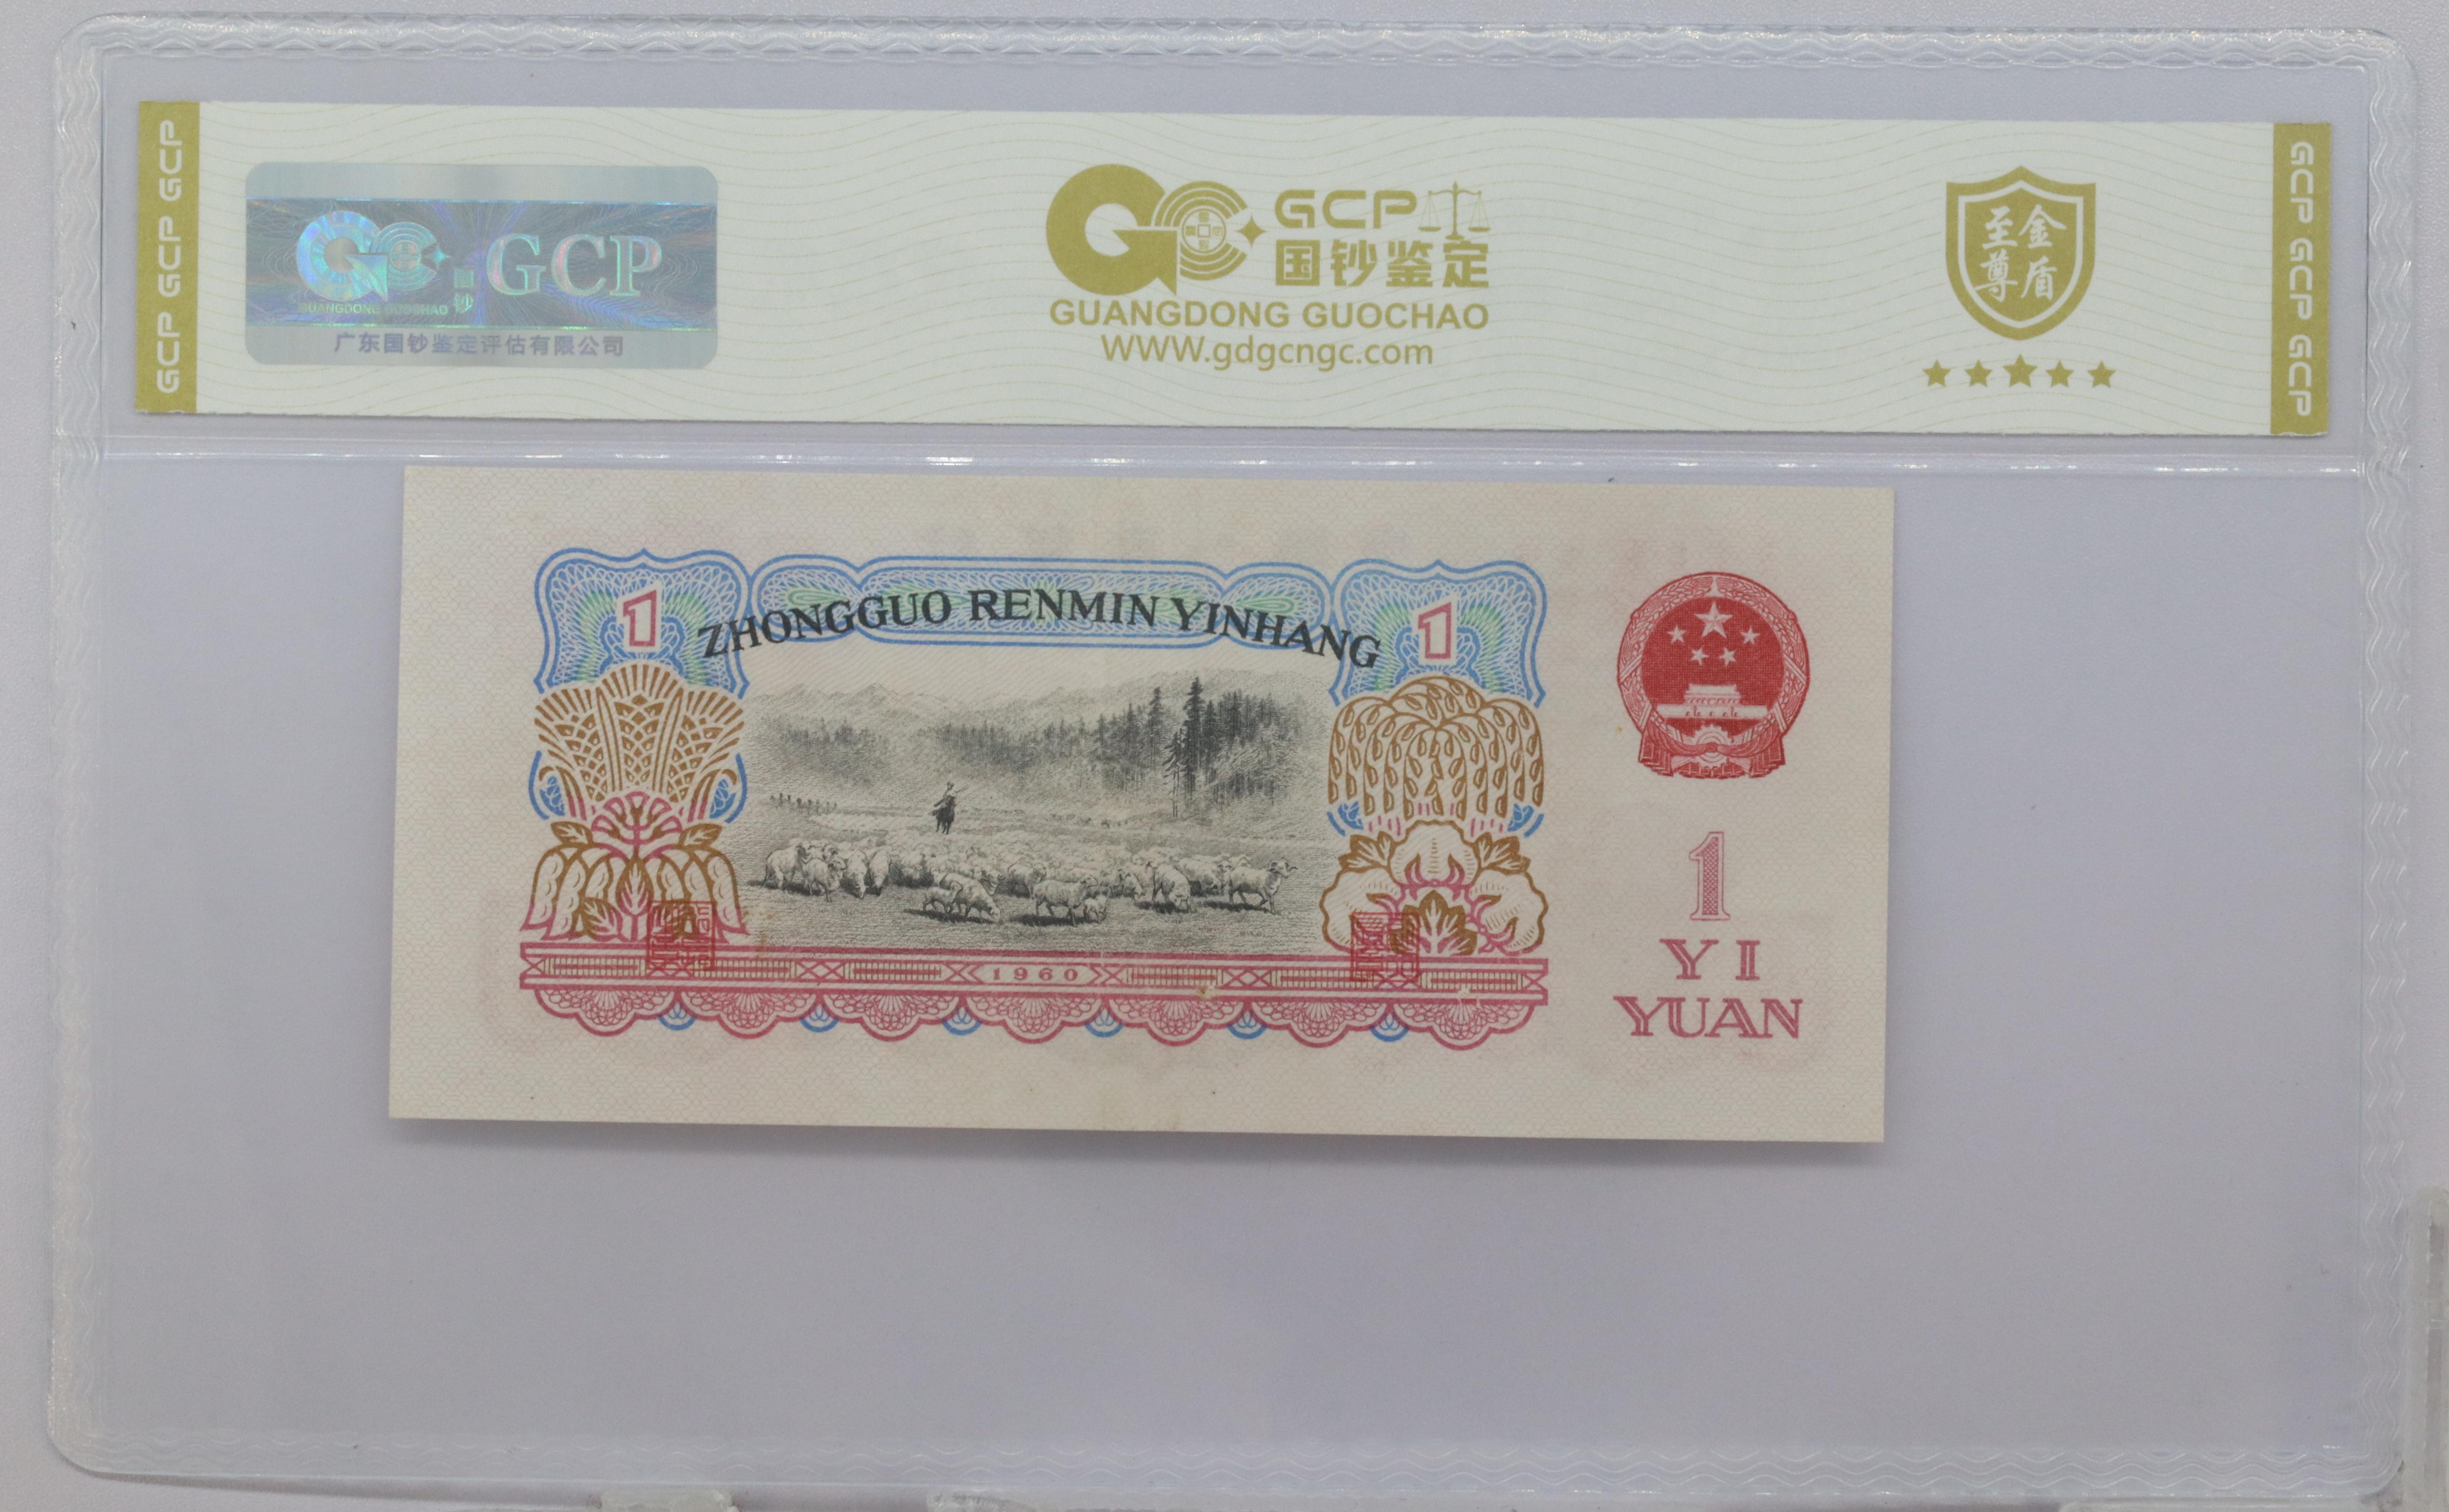 GCP GCP GCP
GCP
GUANGDONG GUOCHAO
国钞
广东国钞鉴定评估有限公司
GCP
国钞鉴定
GUANGDONG GUOCHAO
WWW.gdgcngc.com
至金
尊盾
GCP GCP GCP
ZHONGGUO RENMIN YINHANG
1
1
1960
1
YI
YUAN